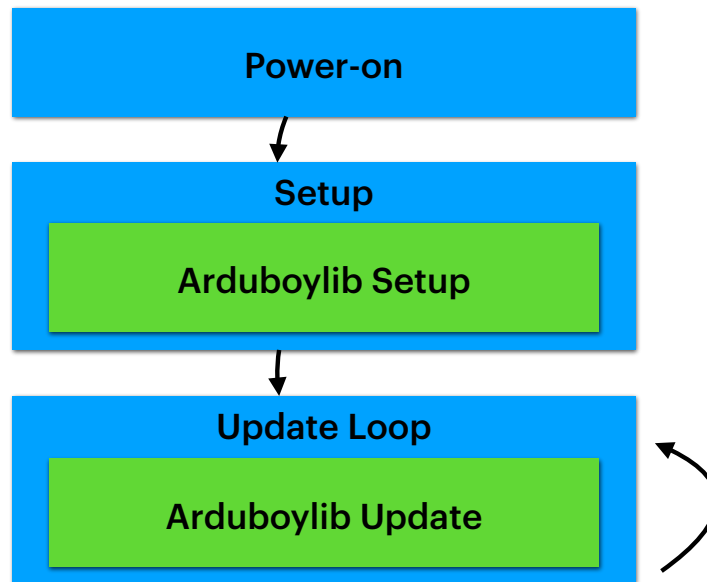 Power-on
Setup
Arduboylib Setup
Update Loop
Arduboylib Update